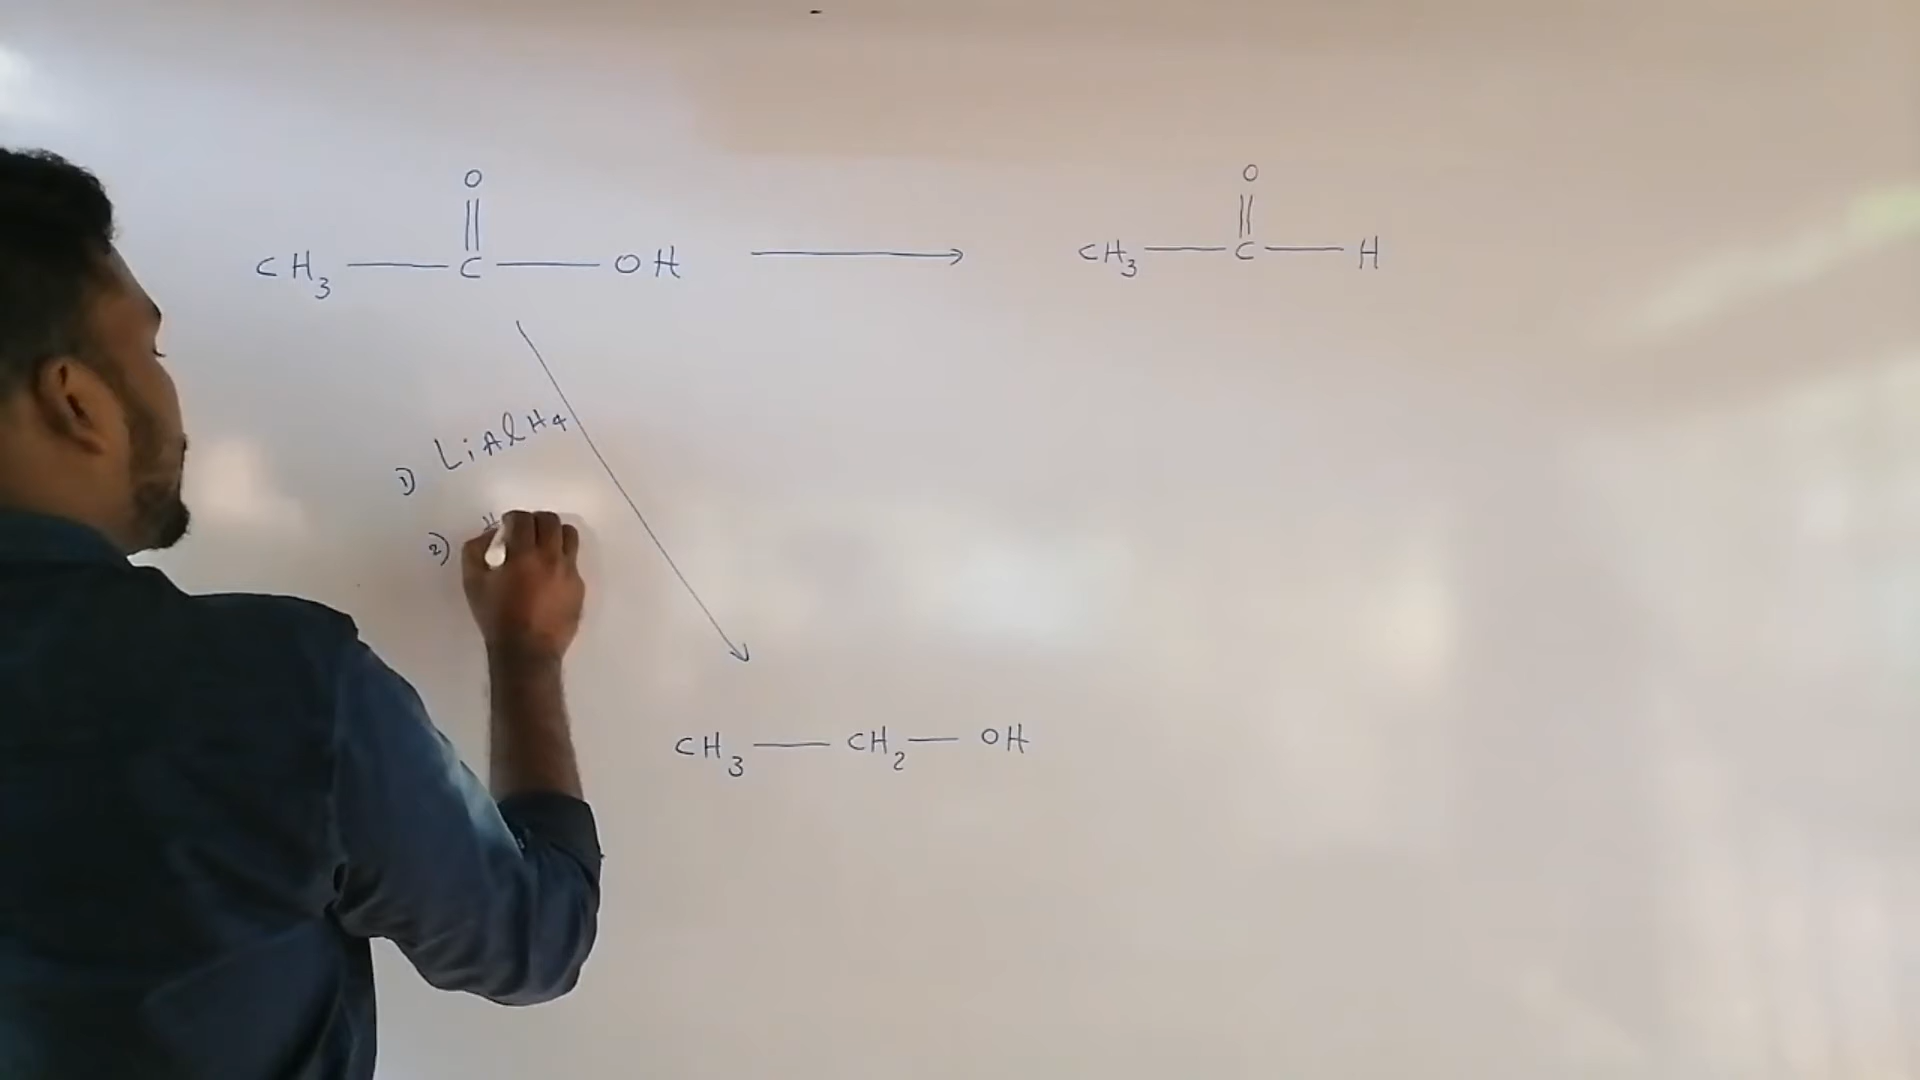 O O
CH3 — C — OH → CH3 — C — H
1) LiAlH4
2) H
CH3 — CH2 — OH